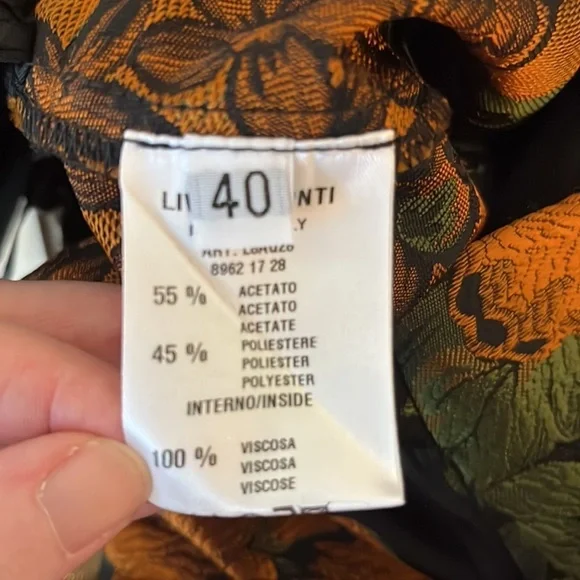 40
8962 17 28
55 % ACETATO
ACETATO
ACETATE
45 % POLIESTERE
POLIESTER
POLYESTER
INTERNO/INSIDE
100 % VISCOSA
VISCOSA
VISCOSE